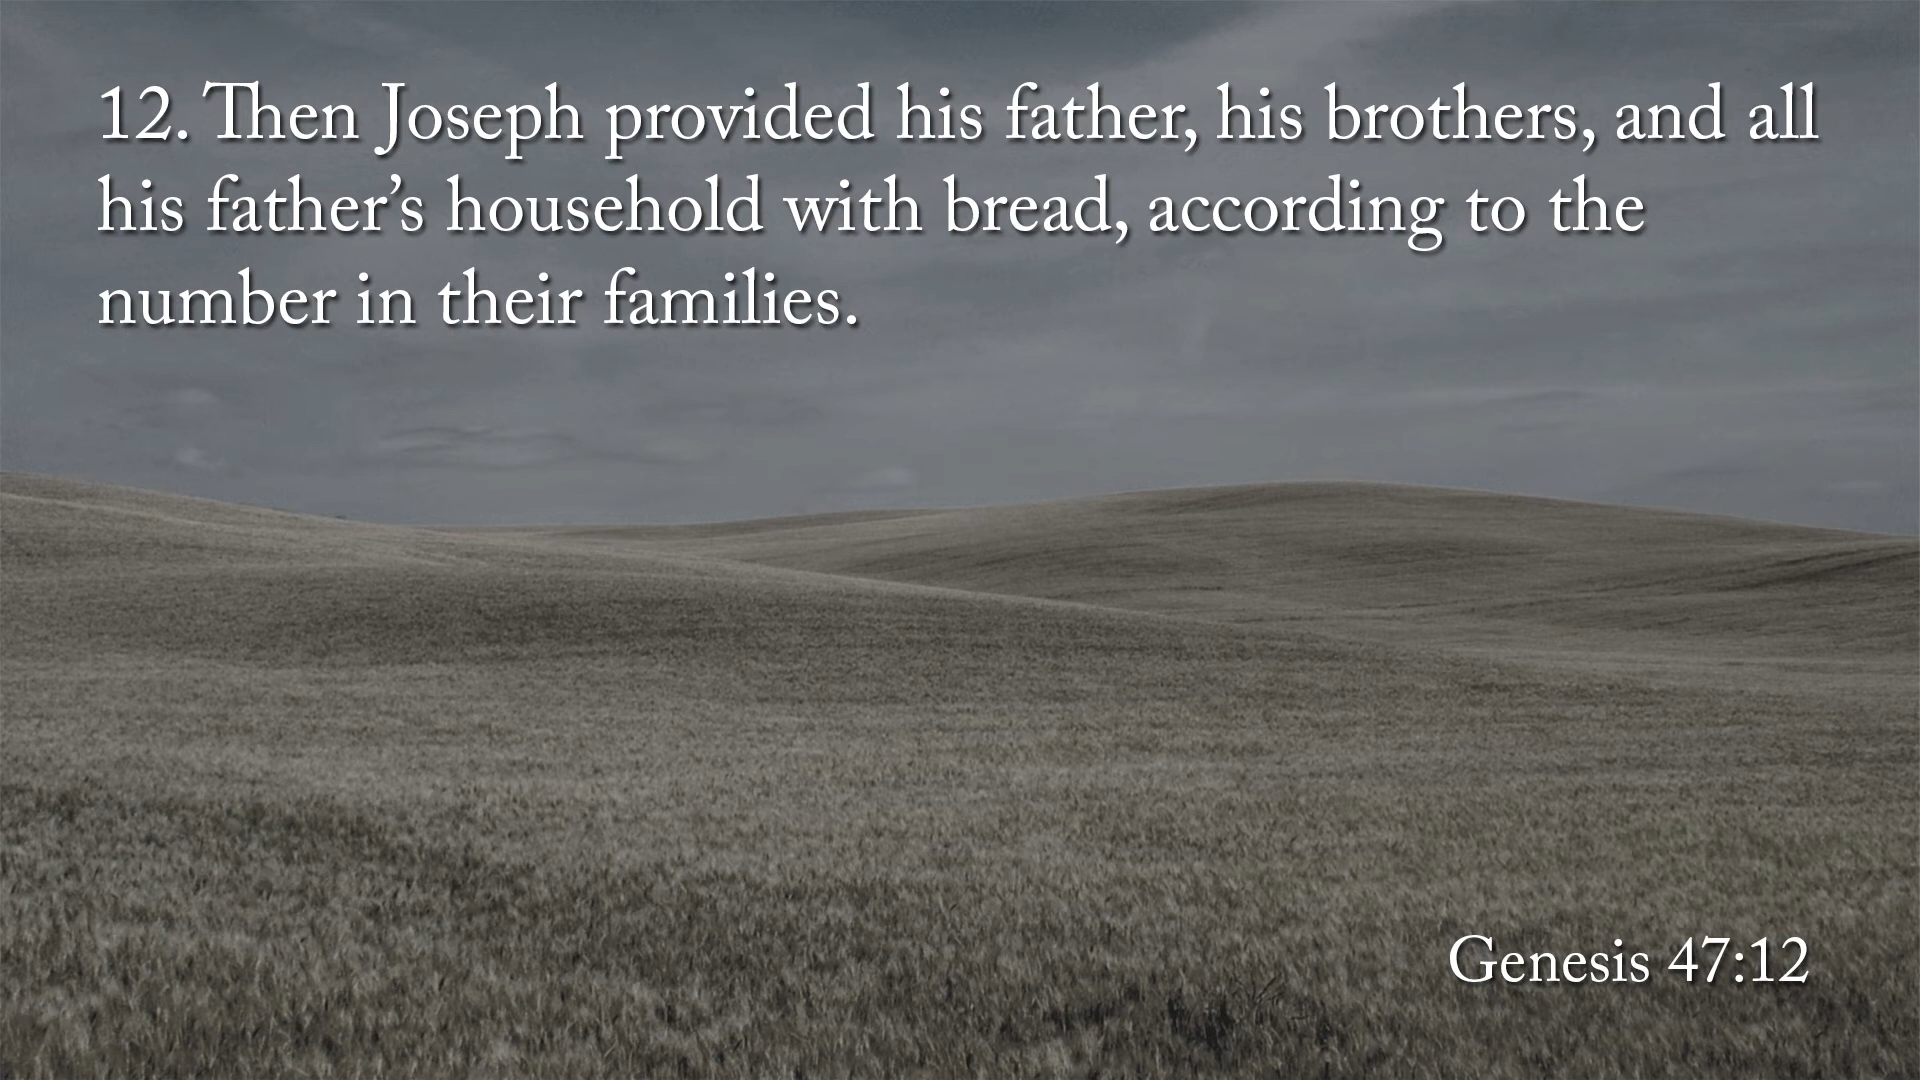 12. Then Joseph provided his father, his brothers, and all
his father’s household with bread, according to the
number in their families.
Genesis 47:12